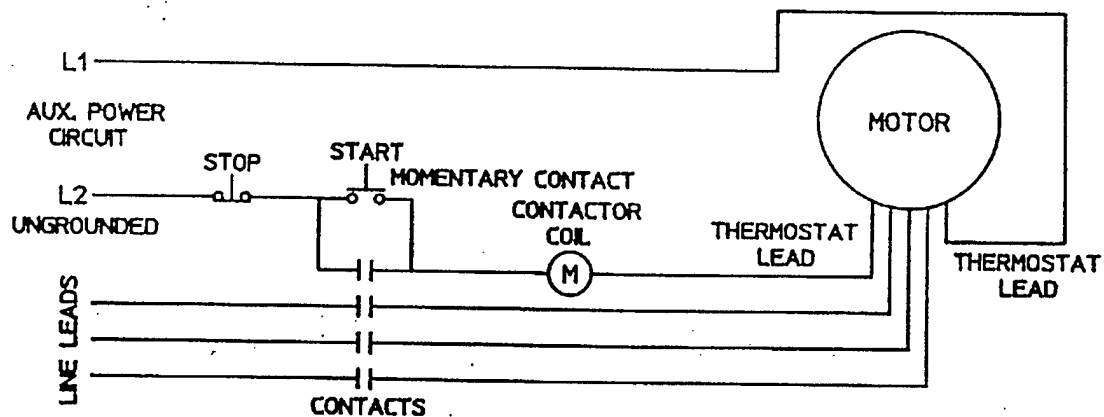 L1
AUX. POWER
CIRCUIT
MOTOR
STOP
START
MOMENTARY CONTACT
L2
UNGROUNDED
CONTACTOR
COIL
M
THERMOSTAT
LEAD
THERMOSTAT
LEAD
LINE LEADS
CONTACTS